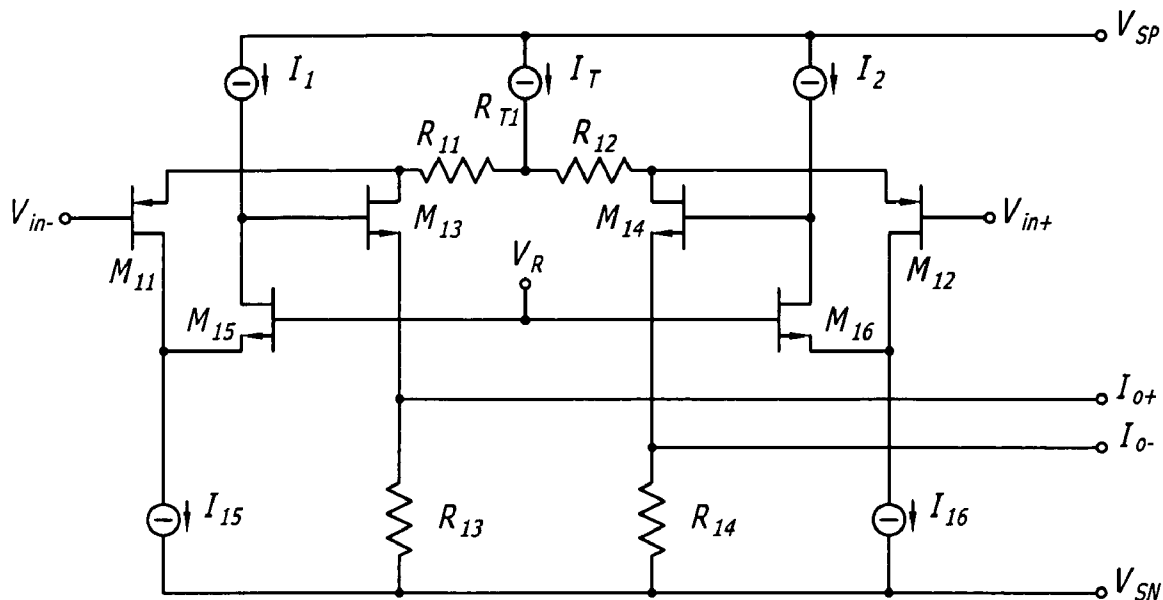 V_SP
I_1
I_T
I_2
R_T1
R_11
R_12
V_in-
M_13
M_14
V_in+
M_11
V_R
M_12
M_15
M_16
I_o+
I_o-
I_15
R_13
R_14
I_16
V_SN